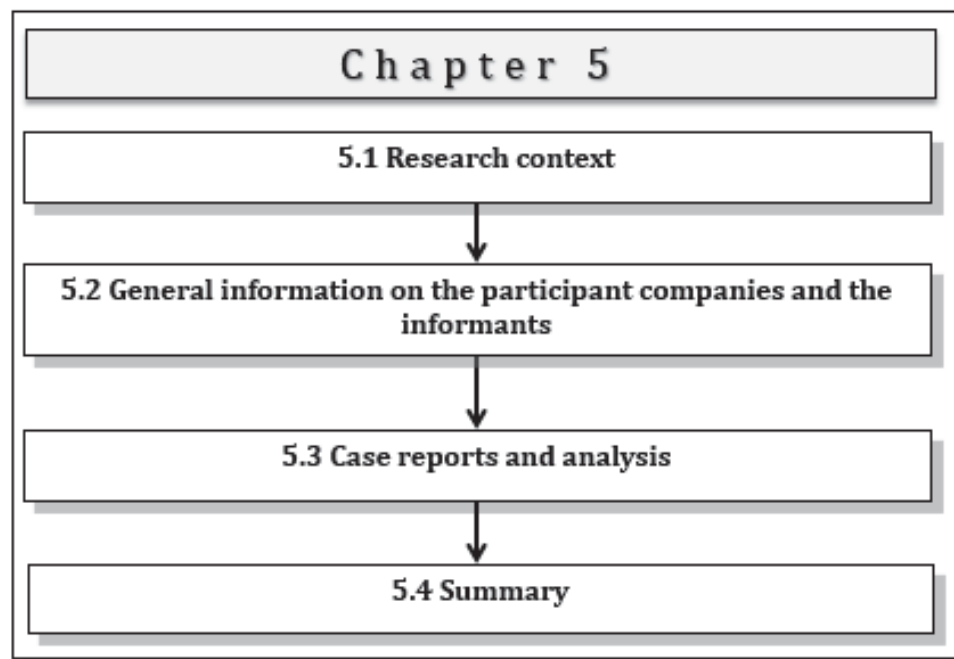 Chapter 5
5.1 Research context
5.2 General information on the participant companies and the
informants
5.3 Case reports and analysis
5.4 Summary